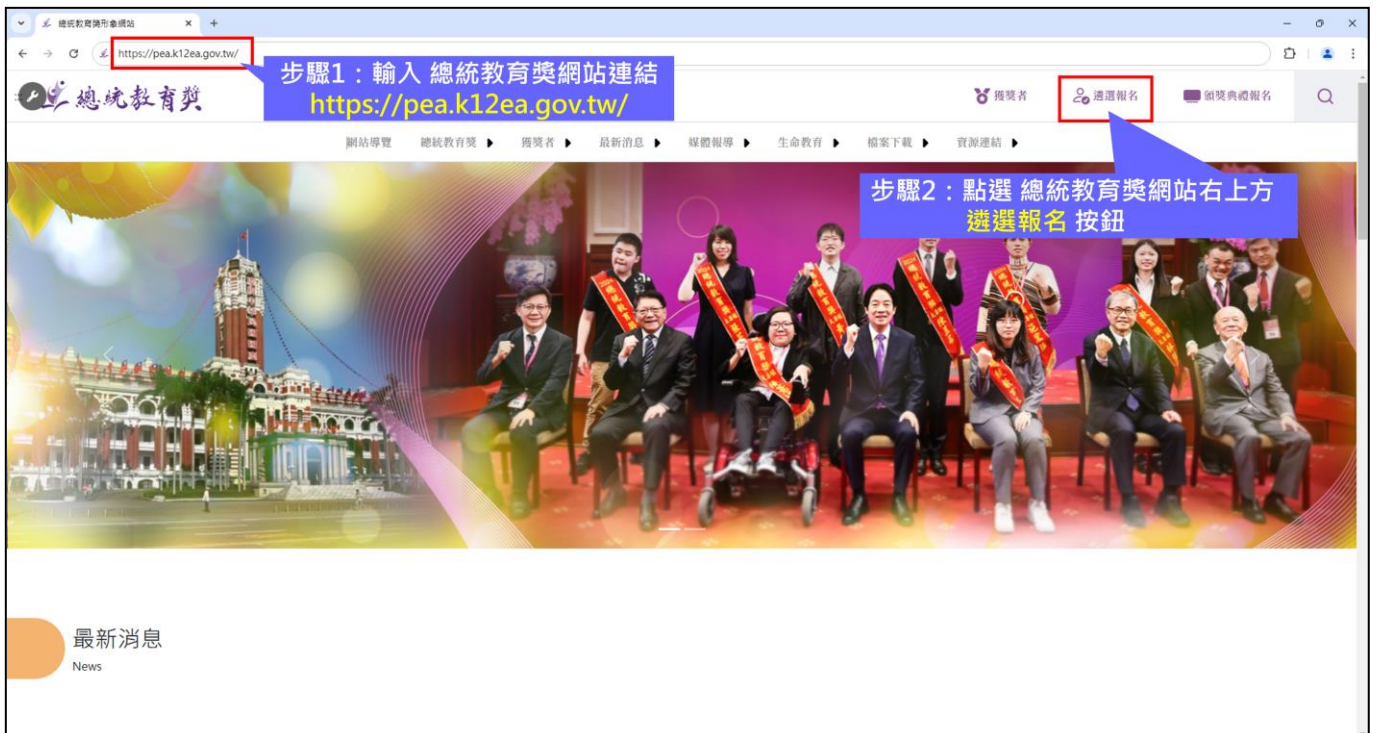 總統教育獎形象網站
https://pea.k12ea.gov.tw/
步驟1：輸入 總統教育獎網站連結
https://pea.k12ea.gov.tw/
總統教育獎
獲獎者
遴選報名
頒獎典禮報名
網站導覽 總統教育獎 獲獎者 最新消息 媒體報導 生命教育 檔案下載 資源連結
步驟2：點選 總統教育獎網站右上方
遴選報名 按鈕
最新消息
News